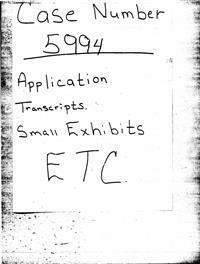 Case Number
5994
Application
Transcripts.
Small Exhibits
ETC.